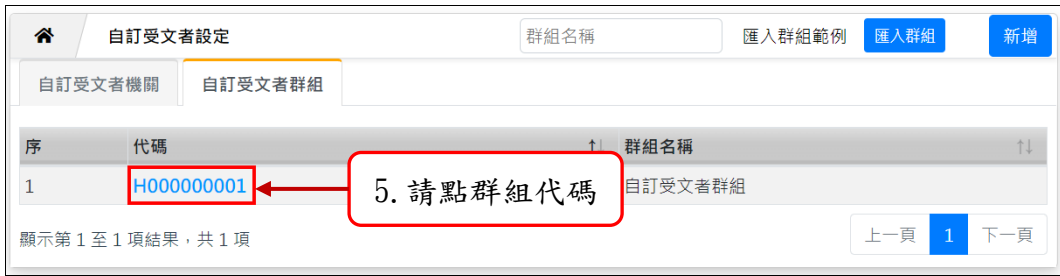 自訂受文者設定 群組名稱 匯入群組範例 匯入群組 新增
自訂受文者機關 自訂受文者群組
序 代碼 群組名稱
1 H000000001 自訂受文者群組
5.請點群組代碼
顯示第 1 至 1 項結果，共 1 項 上一頁 1 下一頁